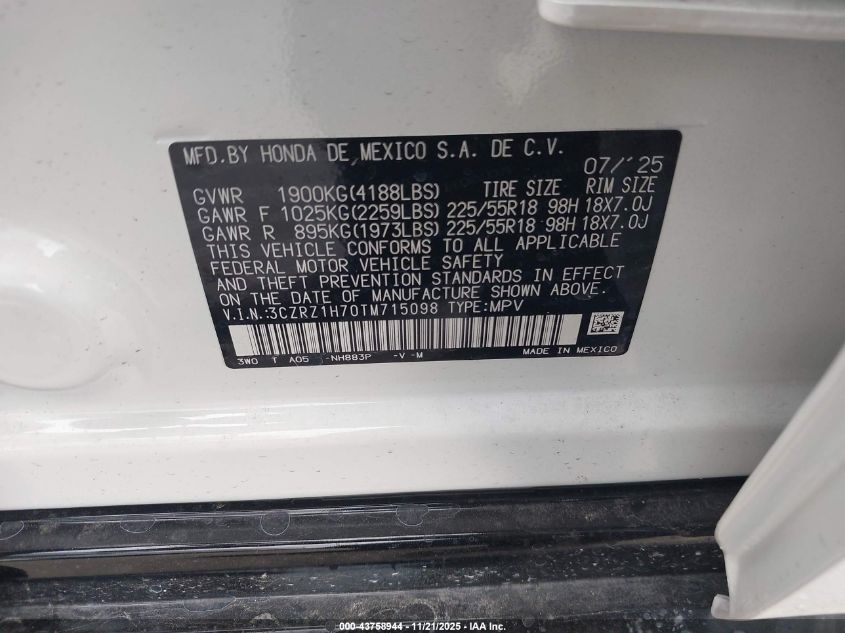 MFD. BY HONDA DE MEXICO S.A. DE C.V.
07/'25
GVWR 1900KG(4188LBS) TIRE SIZE RIM SIZE
GAWR F 1025KG(2259LBS) 225/55R18 98H 18X7.0J
GAWR R 895KG(1973LBS) 225/55R18 98H 18X7.0J
THIS VEHICLE CONFORMS TO ALL APPLICABLE
FEDERAL MOTOR VEHICLE SAFETY
AND THEFT PREVENTION STANDARDS IN EFFECT
ON THE DATE OF MANUFACTURE SHOWN ABOVE.
V.I.N.:3CZRZ1H70TM715098 TYPE:MPV
3W0 T A05 -NH883P -V -M MADE IN MEXICO
000-43758944 - 11/21/2025 - IAA Inc.